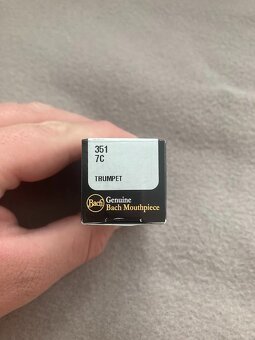 351
7C
TRUMPET
Bach
Genuine
Bach Mouthpiece